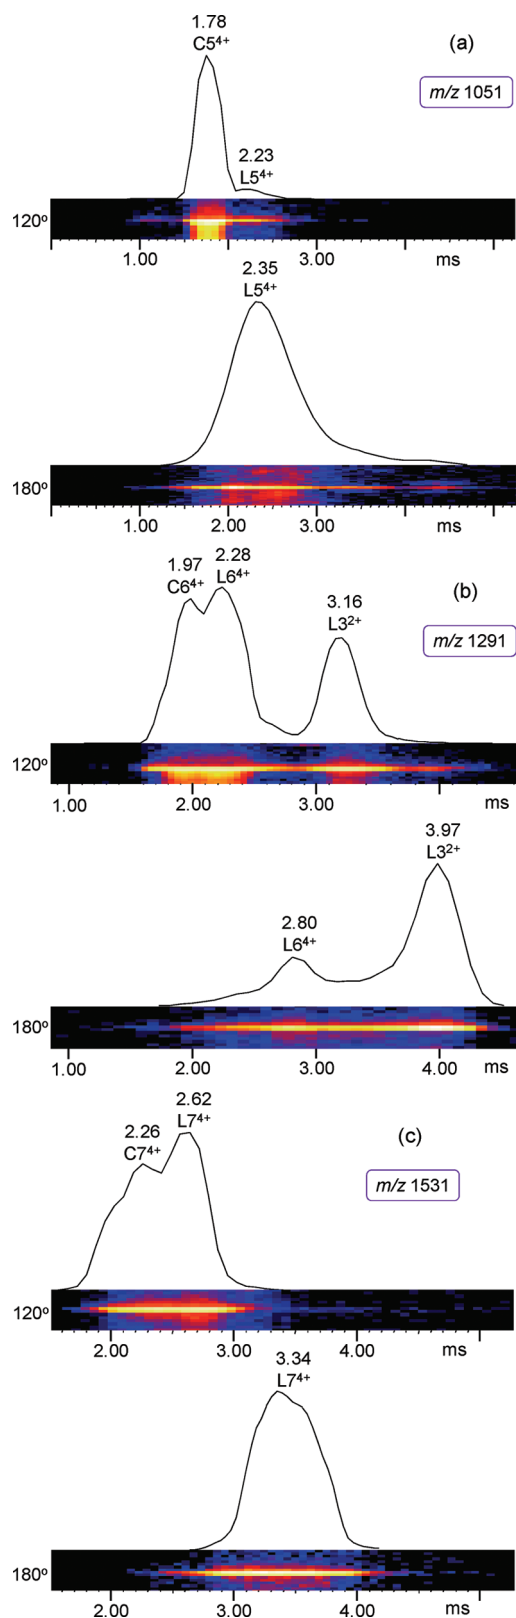 1.78
C5⁴⁺
(a)
m/z 1051
2.23
L5⁴⁺
120º
1.00 3.00 ms
2.35
L5⁴⁺
180º
1.00 2.00 3.00 ms
1.97
C6⁴⁺
2.28
L6⁴⁺
(b)
3.16
L3²⁺
m/z 1291
120º
1.00 2.00 3.00 ms
3.97
L3²⁺
2.80
L6⁴⁺
180º
1.00 2.00 3.00 4.00 ms
2.62
L7⁴⁺
2.26
C7⁴⁺
(c)
m/z 1531
120º
2.00 3.00 4.00 ms
3.34
L7⁴⁺
180º
2.00 3.00 4.00 ms